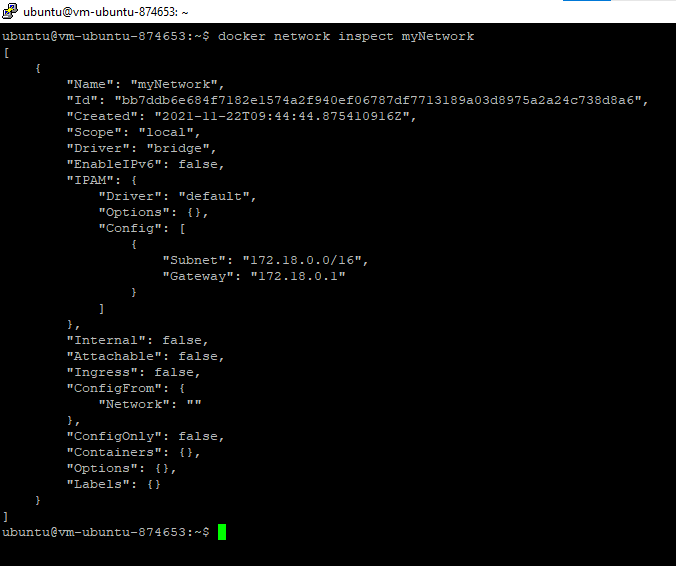 ubuntu@vm-ubuntu-874653: ~
ubuntu@vm-ubuntu-874653:~$ docker network inspect myNetwork
[
    {
        "Name": "myNetwork",
        "Id": "bb7ddb6e684f7182e1574a2f940ef06787df7713189a03d8975a2a24c738d8a6",
        "Created": "2021-11-22T09:44:44.875410916Z",
        "Scope": "local",
        "Driver": "bridge",
        "EnableIPv6": false,
        "IPAM": {
            "Driver": "default",
            "Options": {},
            "Config": [
                {
                    "Subnet": "172.18.0.0/16",
                    "Gateway": "172.18.0.1"
                }
            ]
        },
        "Internal": false,
        "Attachable": false,
        "Ingress": false,
        "ConfigFrom": {
            "Network": ""
        },
        "ConfigOnly": false,
        "Containers": {},
        "Options": {},
        "Labels": {}
    }
]
ubuntu@vm-ubuntu-874653:~$